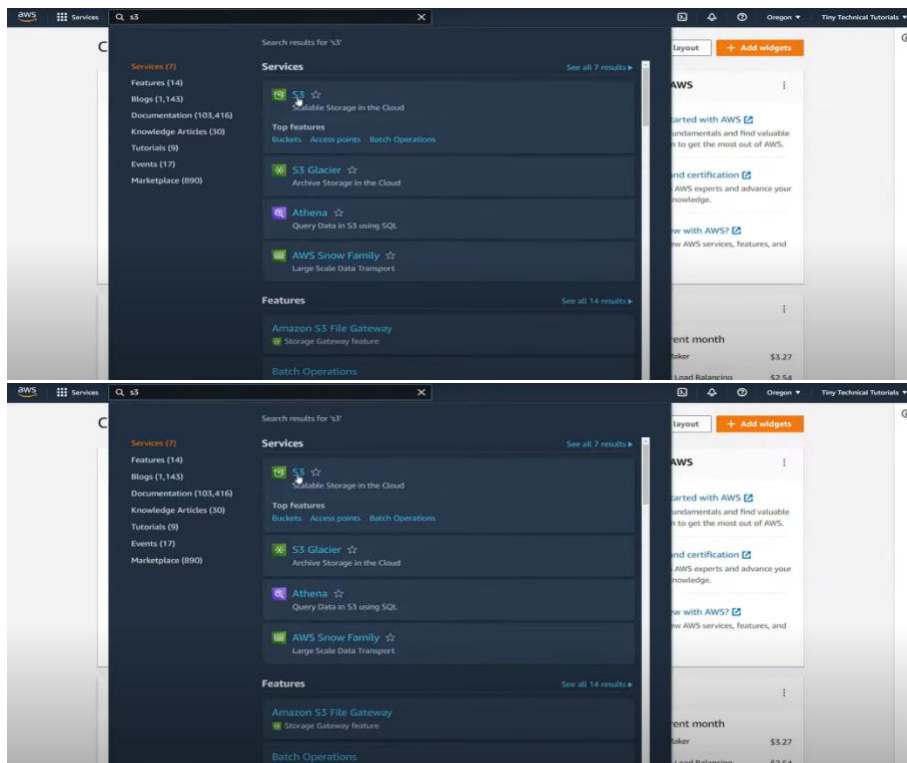 aws Services s3 Oregon Tiny Technical Tutorials
C Search results for 's3' layout + Add widgets
Services (7)
Features (14)
Blogs (1,143)
Documentation (103,416)
Knowledge Articles (30)
Tutorials (9)
Events (17)
Marketplace (890)
Services See all 7 results
S3
Scalable Storage in the Cloud
Top features
Buckets Access points Batch Operations
S3 Glacier
Archive Storage in the Cloud
Athena
Query Data in S3 using SQL
AWS Snow Family
Large Scale Data Transport
Features See all 14 results
Amazon S3 File Gateway
Storage Gateway feature
Batch Operations
AWS
tarted with AWS
undamentals and find valuable
n to get the most out of AWS.
nd certification
AWS experts and advance your
nowledge.
w with AWS?
ew AWS services, features, and
rent month
laker $3.27
Load Balancing $2.54
aws Services s3 Oregon Tiny Technical Tutorials
C Search results for 's3' layout + Add widgets
Services (7)
Features (14)
Blogs (1,143)
Documentation (103,416)
Knowledge Articles (30)
Tutorials (9)
Events (17)
Marketplace (890)
Services See all 7 results
S3
Scalable Storage in the Cloud
Top features
Buckets Access points Batch Operations
S3 Glacier
Archive Storage in the Cloud
Athena
Query Data in S3 using SQL
AWS Snow Family
Large Scale Data Transport
Features See all 14 results
Amazon S3 File Gateway
Storage Gateway feature
Batch Operations
AWS
tarted with AWS
undamentals and find valuable
n to get the most out of AWS.
nd certification
AWS experts and advance your
nowledge.
w with AWS?
ew AWS services, features, and
rent month
laker $3.27